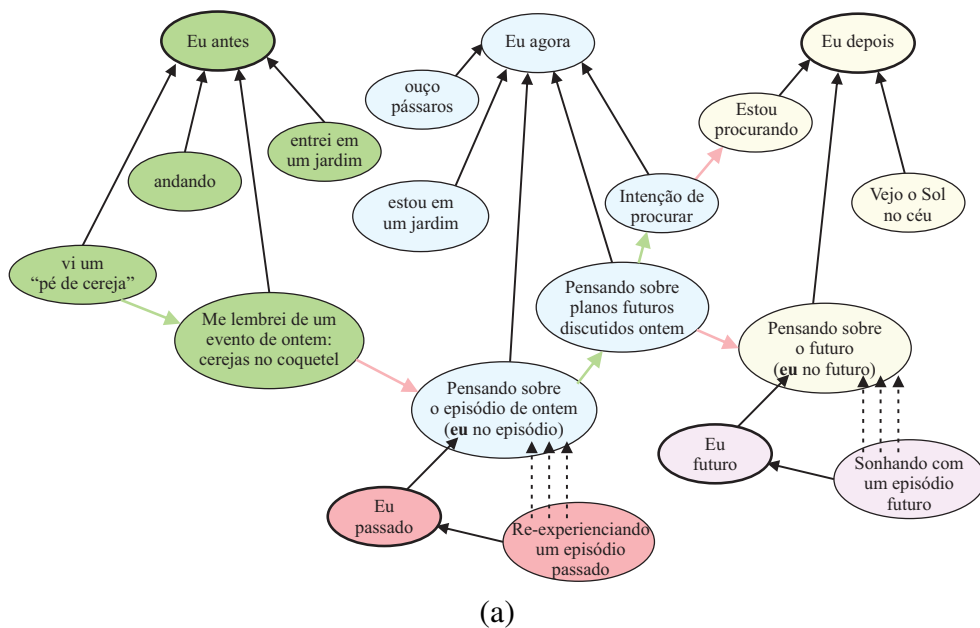 Eu antes
Eu agora
Eu depois
ouço
pássaros
Estou
procurando
entrei em
um jardim
andando
estou em
um jardim
Intenção de
procurar
Vejo o Sol
no céu
vi um
“pé de cereja”
Me lembrei de um
evento de ontem:
cerejas no coquetel
Pensando sobre
planos futuros
discutidos ontem
Pensando sobre
o futuro
(eu no futuro)
Pensando sobre
o episódio de ontem
(eu no episódio)
Eu
futuro
Sonhando com
um episódio
futuro
Eu
passado
Re-experienciando
um episódio
passado
(a)